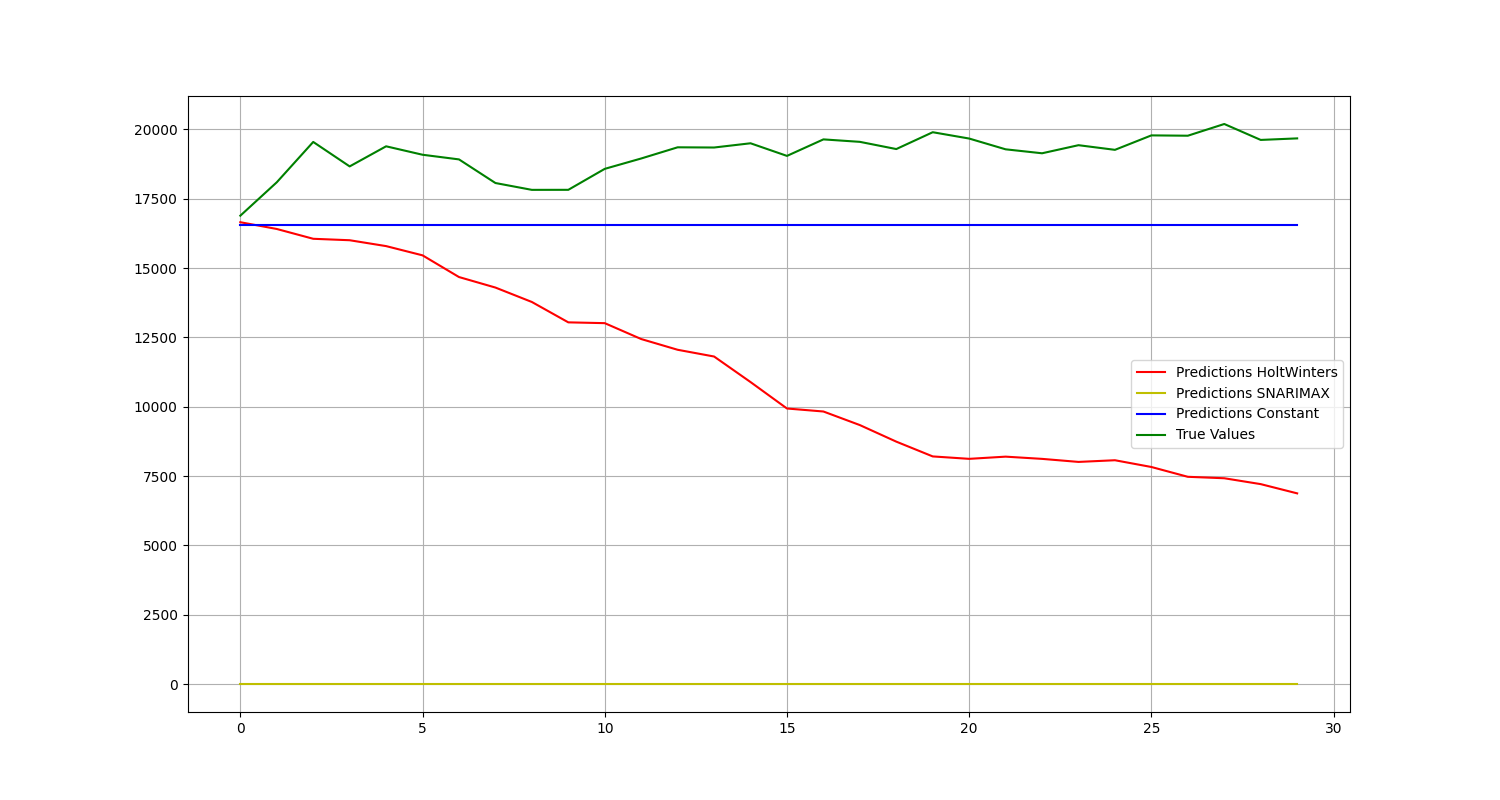 20000
17500
15000
12500
10000
7500
5000
2500
0
0 5 10 15 20 25 30
Predictions HoltWinters
Predictions SNARIMAX
Predictions Constant
True Values